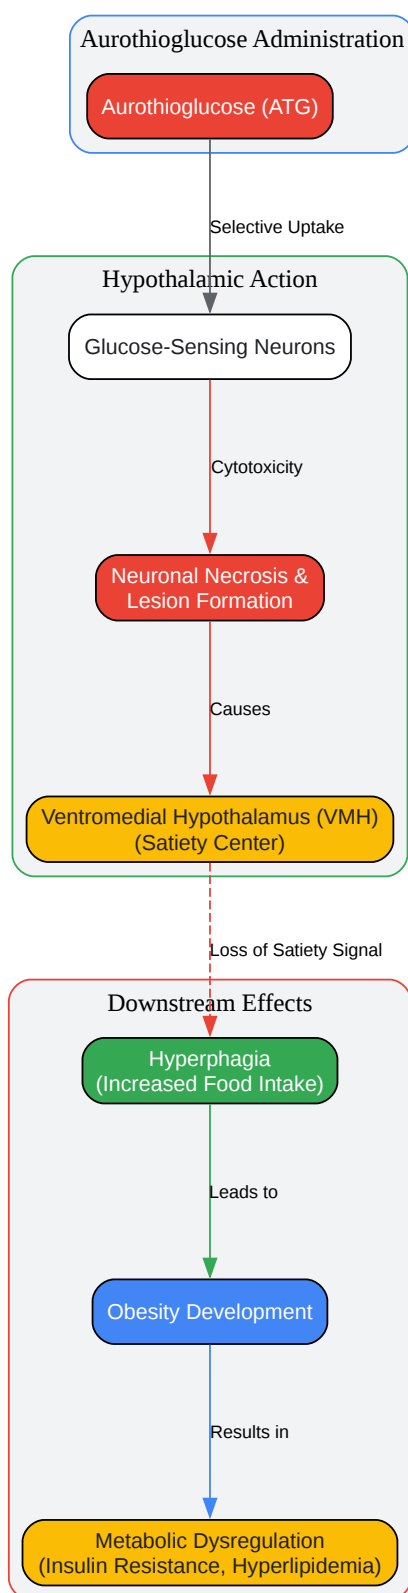 Aurothioglucose Administration
Aurothioglucose (ATG)
Selective Uptake
Hypothalamic Action
Glucose-Sensing Neurons
Cytotoxicity
Neuronal Necrosis &
Lesion Formation
Causes
Ventromedial Hypothalamus (VMH)
(Satiety Center)
Loss of Satiety Signal
Downstream Effects
Hyperphagia
(Increased Food Intake)
Leads to
Obesity Development
Results in
Metabolic Dysregulation
(Insulin Resistance, Hyperlipidemia)